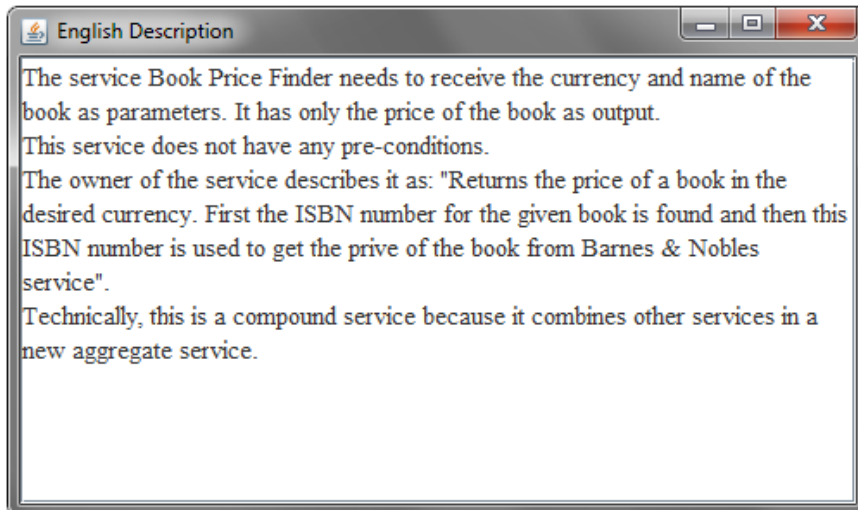 English Description
The service Book Price Finder needs to receive the currency and name of the
book as parameters. It has only the price of the book as output.
This service does not have any pre-conditions.
The owner of the service describes it as: "Returns the price of a book in the
desired currency. First the ISBN number for the given book is found and then this
ISBN number is used to get the prive of the book from Barnes & Nobles
service".
Technically, this is a compound service because it combines other services in a
new aggregate service.